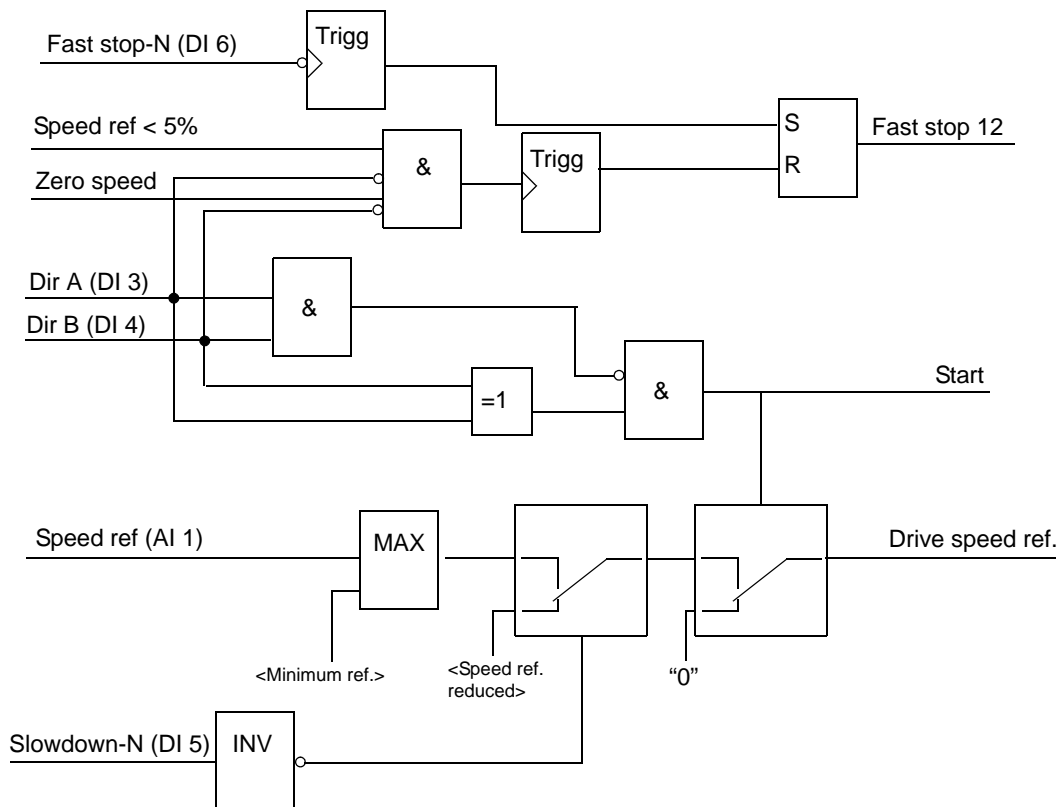 Fast stop-N (DI 6)
Trigg
Speed ref < 5%
&
Trigg
S
R
Fast stop 12
Zero speed
Dir A (DI 3)
&
Dir B (DI 4)
=1
&
Start
Speed ref (AI 1)
MAX
Drive speed ref.
<Minimum ref.>
<Speed ref.
reduced>
“0”
Slowdown-N (DI 5)
INV